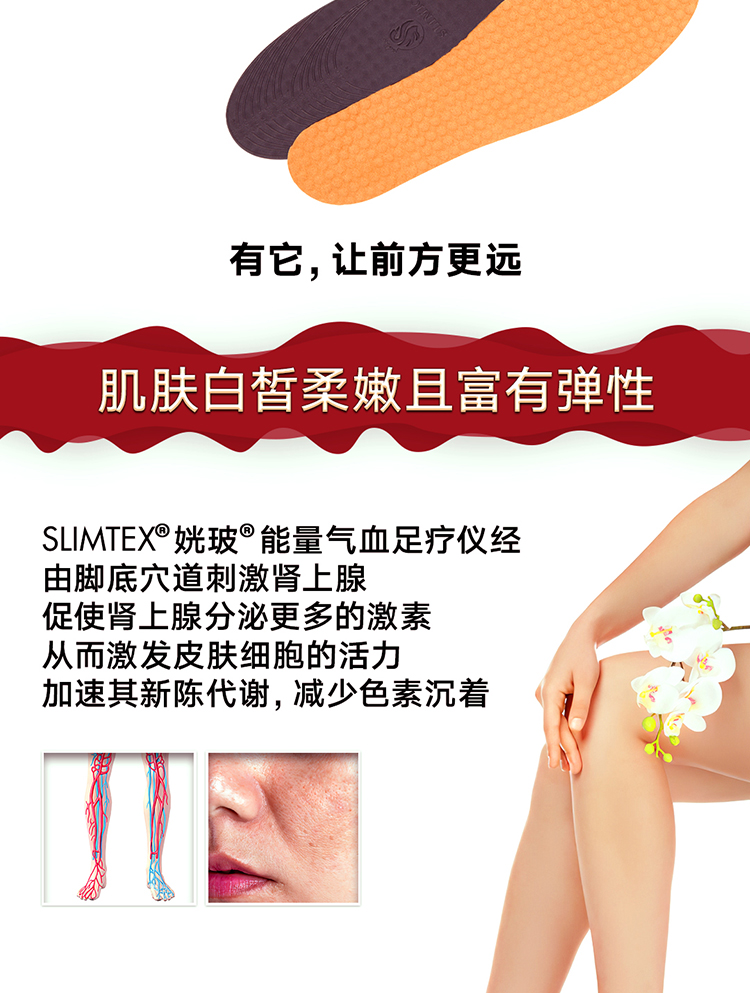 有它，让前方更远
肌肤白皙柔嫩且富有弹性
SLIMTEX®姯玻®能量气血足疗仪经
由脚底穴道刺激肾上腺
促使肾上腺分泌更多的激素
从而激发皮肤细胞的活力
加速其新陈代谢，减少色素沉着